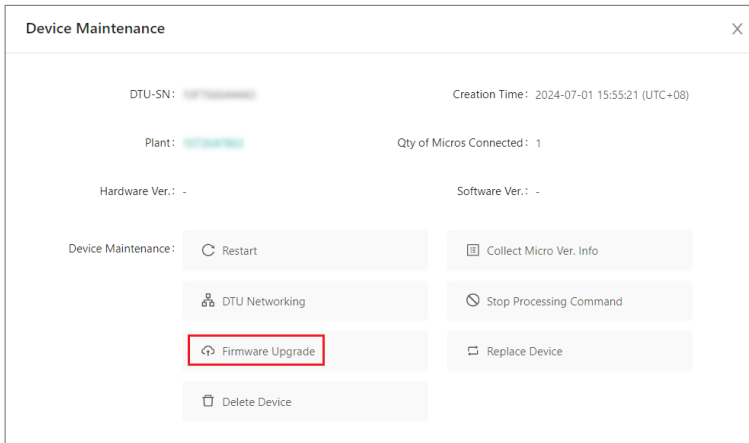 Device Maintenance
DTU-SN:
Creation Time: 2024-07-01 15:55:21 (UTC+08)
Plant:
Qty of Micros Connected: 1
Hardware Ver.: -
Software Ver.: -
Device Maintenance:
Restart
Collect Micro Ver. Info
DTU Networking
Stop Processing Command
Firmware Upgrade
Replace Device
Delete Device